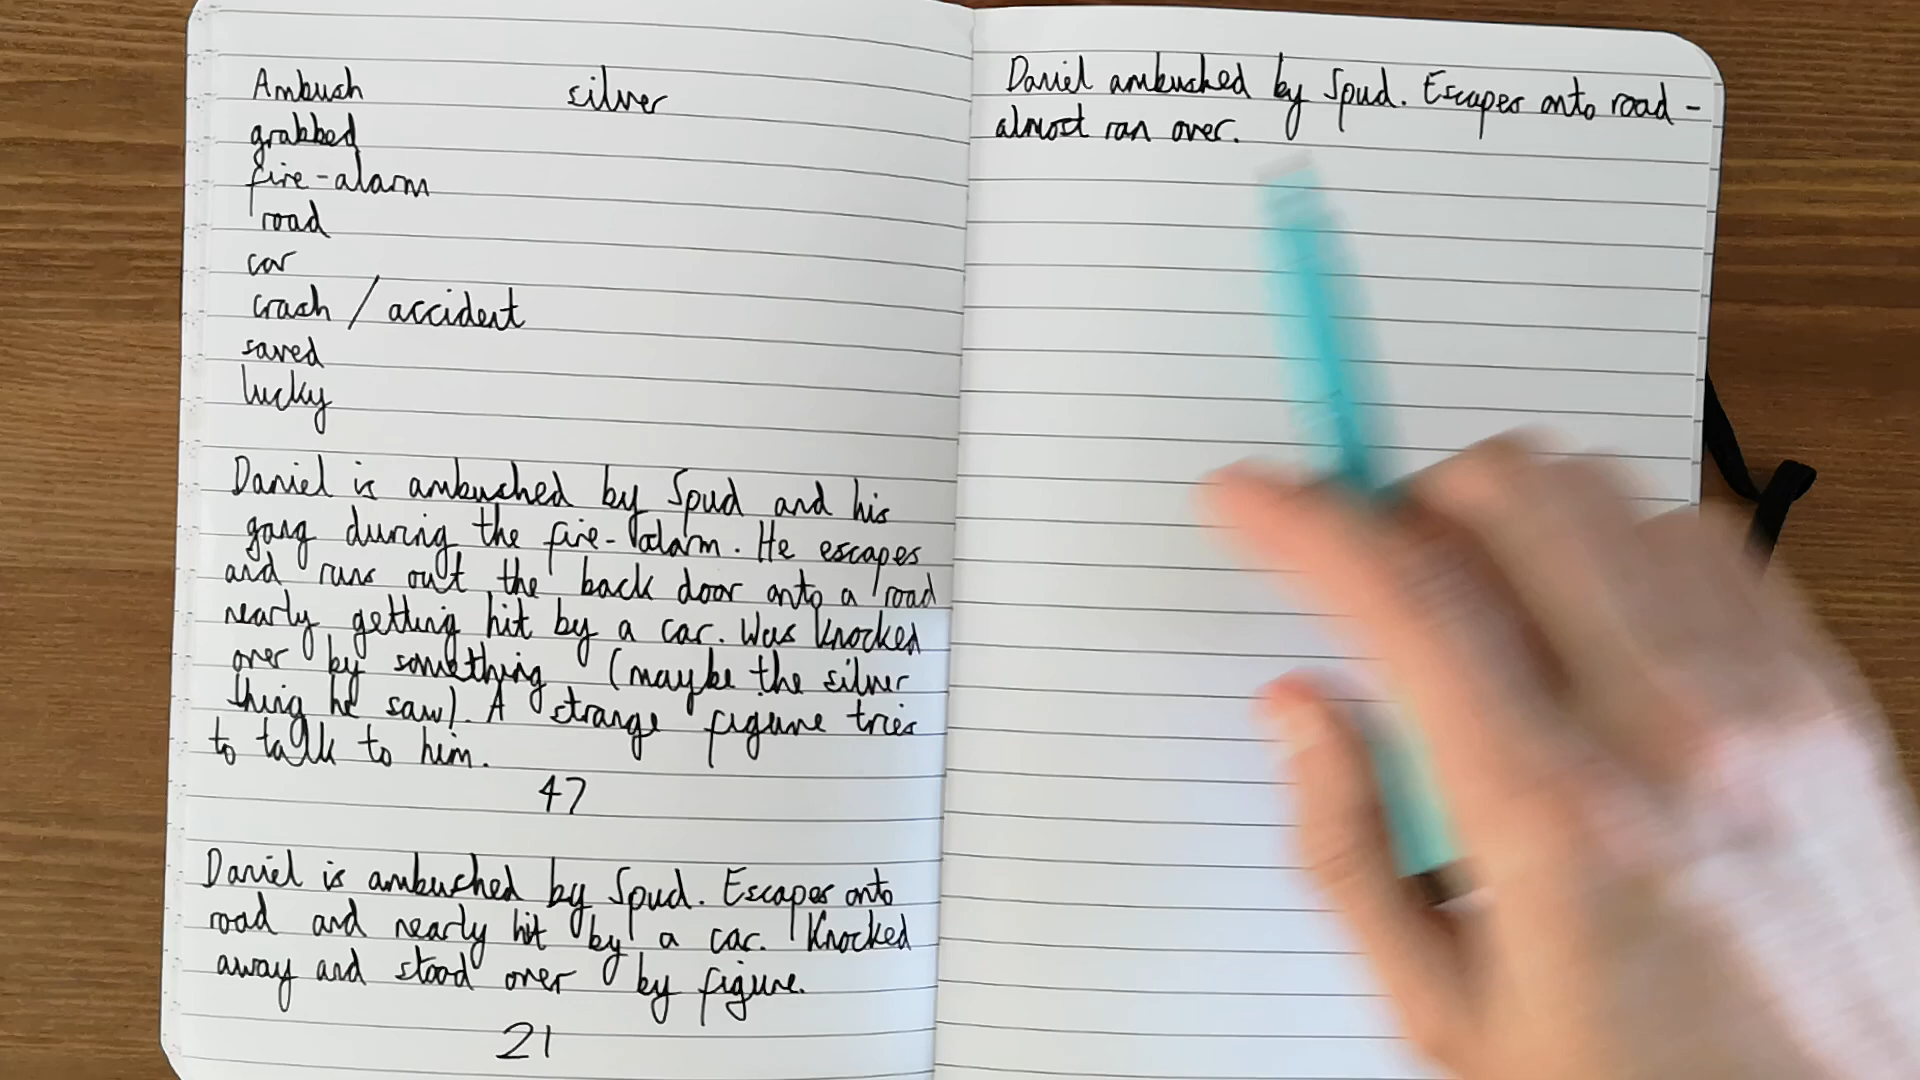 Ambush silver
grabbed
fire-alarm
road
car
crash / accident
saved
lucky
Daniel is ambushed by Spud and his
gang during the fire-alarm. He escapes
and runs out the back door onto a road
nearly getting hit by a car. Was knocked
over by something (maybe the silver
thing he saw). A strange figure tries
to talk to him.
47
Daniel is ambushed by Spud. Escapes onto
road and nearly hit by a car. Knocked
away and stood over by figure.
21
Daniel ambushed by Spud. Escapes onto road -
almost ran over.